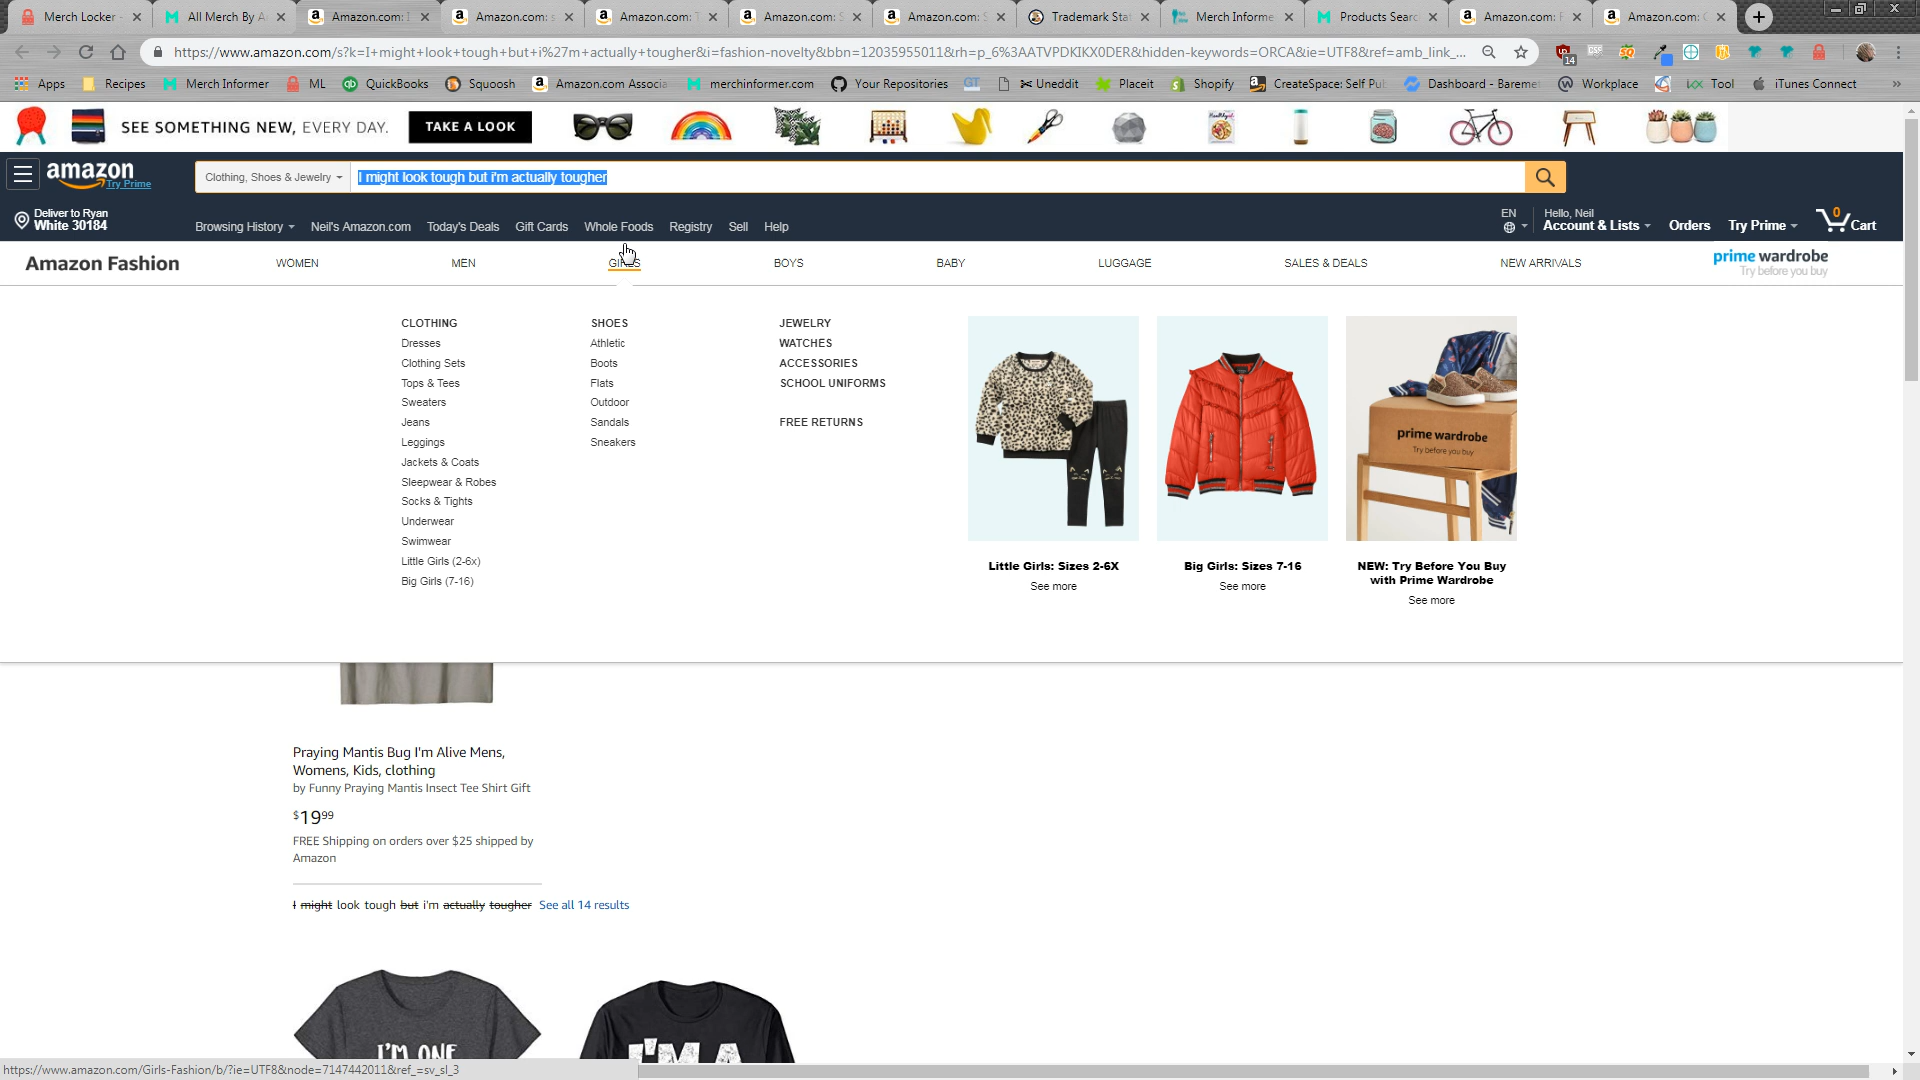 Merch Locker
All Merch By A
Amazon.com: I
Amazon.com: s
Amazon.com: T
Amazon.com: S
Amazon.com: S
Trademark Sta
Merch Informe
Products Searc
Amazon.com: F
Amazon.com: C
https://www.amazon.com/s?k=I+might+look+tough+but+i%27m+actually+tougher&i=fashion-novelty&bbn=12035955011&rh=p_6%3AATVPDKIKX0DER&hidden-keywords=ORCA&ie=UTF8&ref=amb_link_...
14
Apps
Recipes
Merch Informer
ML
QuickBooks
Squoosh
Amazon.com Associa
merchinformer.com
Your Repositories
GT
Uneddit
Placeit
Shopify
CreateSpace: Self Put
Dashboard - Bareme
Workplace
Tool
iTunes Connect
SEE SOMETHING NEW, EVERY DAY.
TAKE A LOOK
amazon
Try Prime
Clothing, Shoes & Jewelry
I might look tough but i'm actually tougher
Deliver to Ryan
White 30184
Browsing History
Neil's Amazon.com
Today's Deals
Gift Cards
Whole Foods
Registry
Sell
Help
EN
Hello, Neil
Account & Lists
Orders
Try Prime
0
Cart
Amazon Fashion
WOMEN
MEN
GIRLS
BOYS
BABY
LUGGAGE
SALES & DEALS
NEW ARRIVALS
prime wardrobe
Try before you buy
CLOTHING
Dresses
Clothing Sets
Tops & Tees
Sweaters
Jeans
Leggings
Jackets & Coats
Sleepwear & Robes
Socks & Tights
Underwear
Swimwear
Little Girls (2-6x)
Big Girls (7-16)
SHOES
Athletic
Boots
Flats
Outdoor
Sandals
Sneakers
JEWELRY
WATCHES
ACCESSORIES
SCHOOL UNIFORMS
FREE RETURNS
prime wardrobe
Try before you buy
Little Girls: Sizes 2-6X
See more
Big Girls: Sizes 7-16
See more
NEW: Try Before You Buy
with Prime Wardrobe
See more
Praying Mantis Bug I'm Alive Mens,
Womens, Kids, clothing
by Funny Praying Mantis Insect Tee Shirt Gift
$19.99
FREE Shipping on orders over $25 shipped by
Amazon
I might look tough but i'm actually tougher See all 14 results
I'M ONE
I'M A
https://www.amazon.com/Girls-Fashion/b/?ie=UTF8&node=7147442011&ref_=sv_sl_3